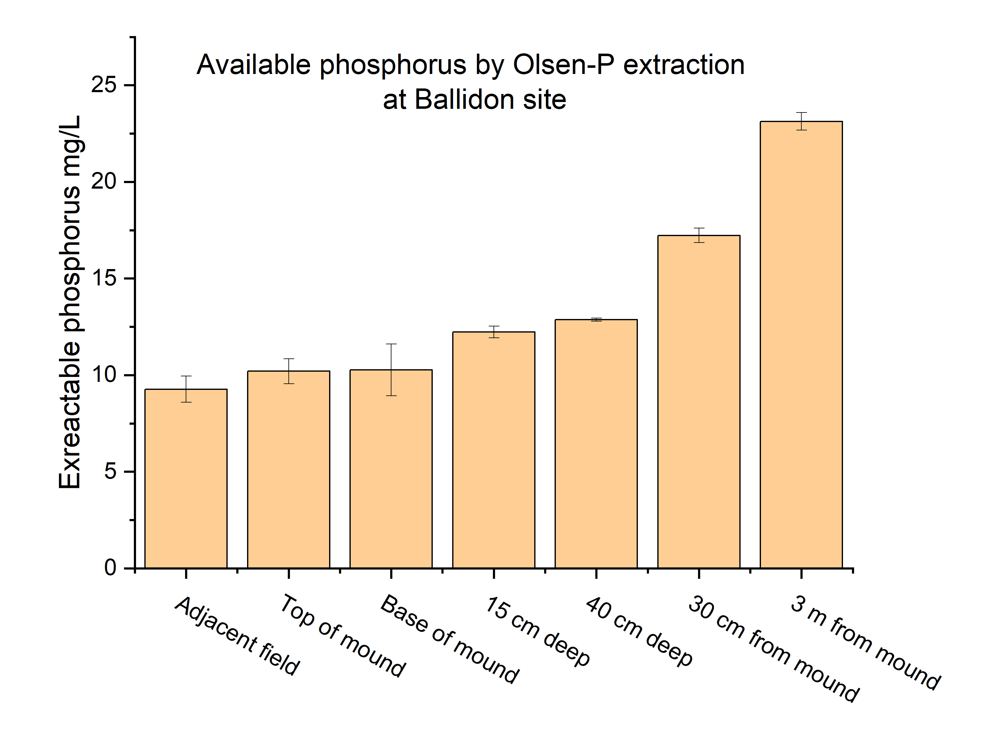 Available phosphorus by Olsen-P extraction
at Ballidon site
Exreactable phosphorus mg/L
25
20
15
10
5
0
Adjacent field
Top of mound
Base of mound
15 cm deep
40 cm deep
30 cm from mound
3 m from mound